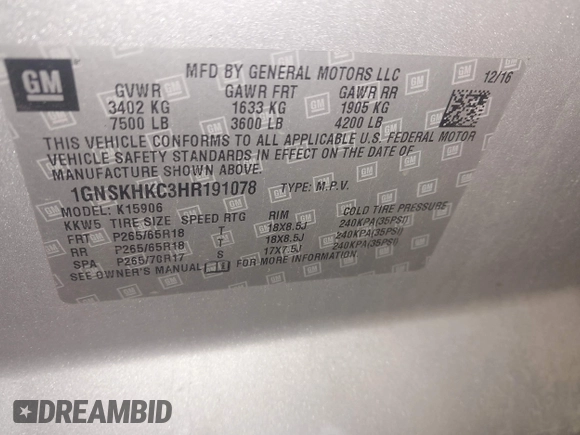 GM
MFD BY GENERAL MOTORS LLC 12/16
GVWR GAWR FRT GAWR RR
3402 KG 1633 KG 1905 KG
7500 LB 3600 LB 4200 LB
THIS VEHICLE CONFORMS TO ALL APPLICABLE U.S. FEDERAL MOTOR
VEHICLE SAFETY STANDARDS IN EFFECT ON THE DATE OF
MANUFACTURE SHOWN ABOVE.
1GNSKHKC3HR191078 TYPE: M.P.V.
MODEL: K15906
KKW5 TIRE SIZE SPEED RTG RIM COLD TIRE PRESSURE
FRT P265/65R18 T 18X8.5J 240KPA(35PSI)
RR P265/65R18 T 18X8.5J 240KPA(35PSI)
SPA P265/70R17 S 17X7.5J 240KPA(35PSI)
SEE OWNER'S MANUAL FOR MORE INFORMATION
DREAMBID